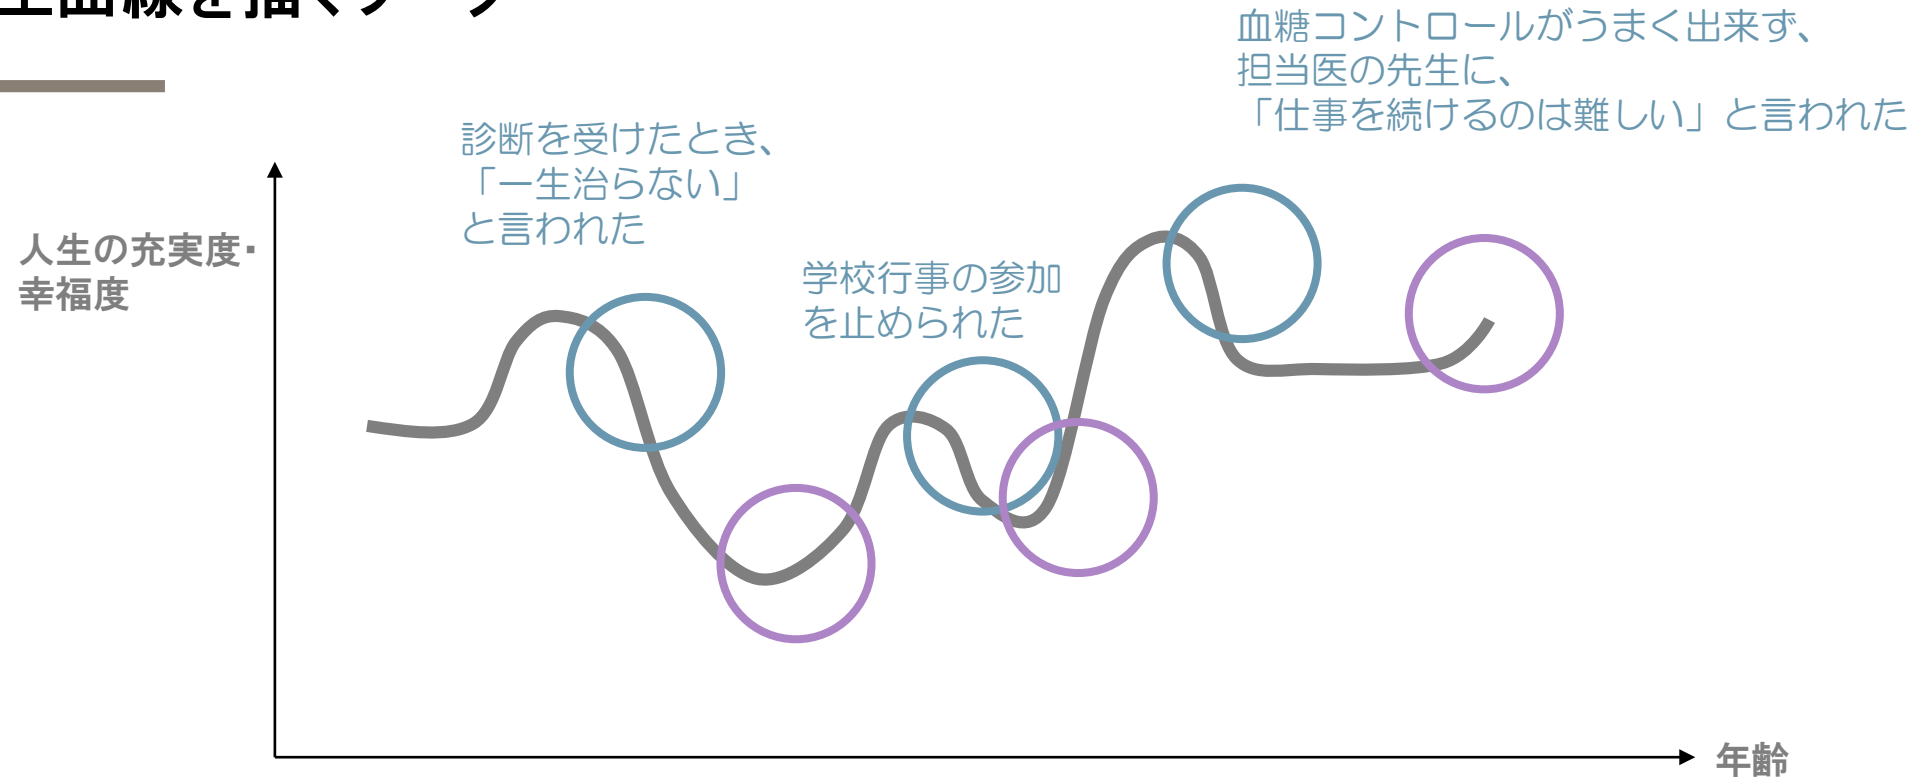 血糖コントロールがうまく出来ず、
担当医の先生に、
「仕事を続けるのは難しい」と言われた
診断を受けたとき、
「一生治らない」
と言われた
人生の充実度・
幸福度
学校行事の参加
を止められた
年齢